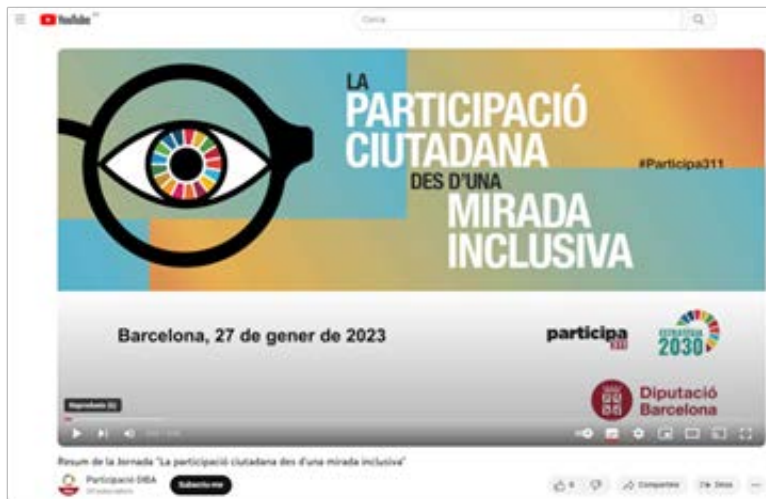 YouTube
Cerca
LA
PARTICIPACIÓ
CIUTADANA
#Participa311
DES D'UNA
MIRADA
INCLUSIVA
Barcelona, 27 de gener de 2023
participa
311
ESTRATÈGIA
2030
Diputació
Barcelona
Resum de la Jornada "La participació ciutadana des d'una mirada inclusiva"
Participació DIBA
Subscriu-me
Comparteix